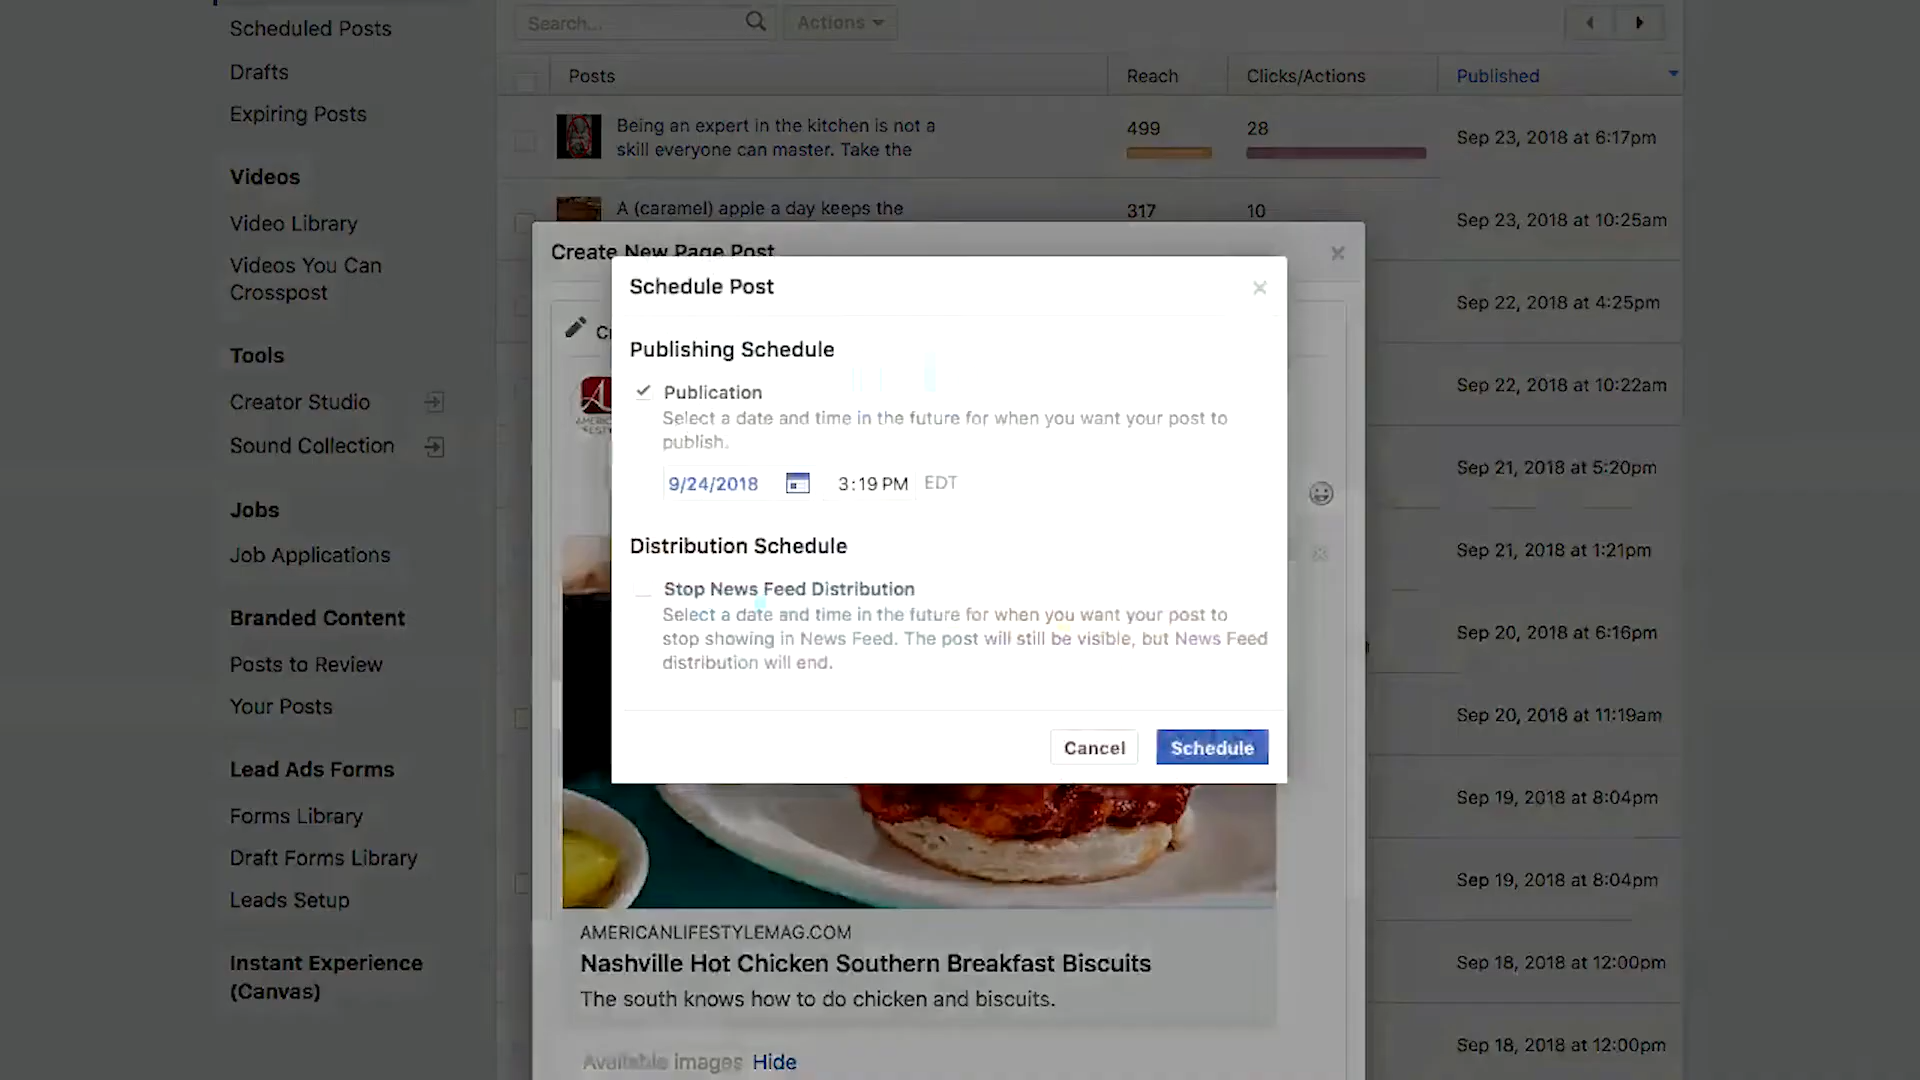 Scheduled Posts
Drafts
Expiring Posts
Videos
Video Library
Videos You Can
Crosspost
Tools
Creator Studio
Sound Collection
Jobs
Job Applications
Branded Content
Posts to Review
Your Posts
Lead Ads Forms
Forms Library
Draft Forms Library
Leads Setup
Instant Experience
(Canvas)
Search...
Actions
Posts
Reach
Clicks/Actions
Published
Being an expert in the kitchen is not a
skill everyone can master. Take the
499
28
Sep 23, 2018 at 6:17pm
A (caramel) apple a day keeps the
317
10
Sep 23, 2018 at 10:25am
Sep 22, 2018 at 4:25pm
Sep 22, 2018 at 10:22am
Sep 21, 2018 at 5:20pm
Sep 21, 2018 at 1:21pm
Sep 20, 2018 at 6:16pm
Sep 20, 2018 at 11:19am
Sep 19, 2018 at 8:04pm
Sep 19, 2018 at 8:04pm
Sep 18, 2018 at 12:00pm
Sep 18, 2018 at 12:00pm
Create New Page Post
Schedule Post
Publishing Schedule
Publication
Select a date and time in the future for when you want your post to
publish.
9/24/2018
3:19 PM EDT
Distribution Schedule
Stop News Feed Distribution
Select a date and time in the future for when you want your post to
stop showing in News Feed. The post will still be visible, but News Feed
distribution will end.
Cancel
Schedule
AMERICANLIFESTYLEMAG.COM
Nashville Hot Chicken Southern Breakfast Biscuits
The south knows how to do chicken and biscuits.
Available images Hide